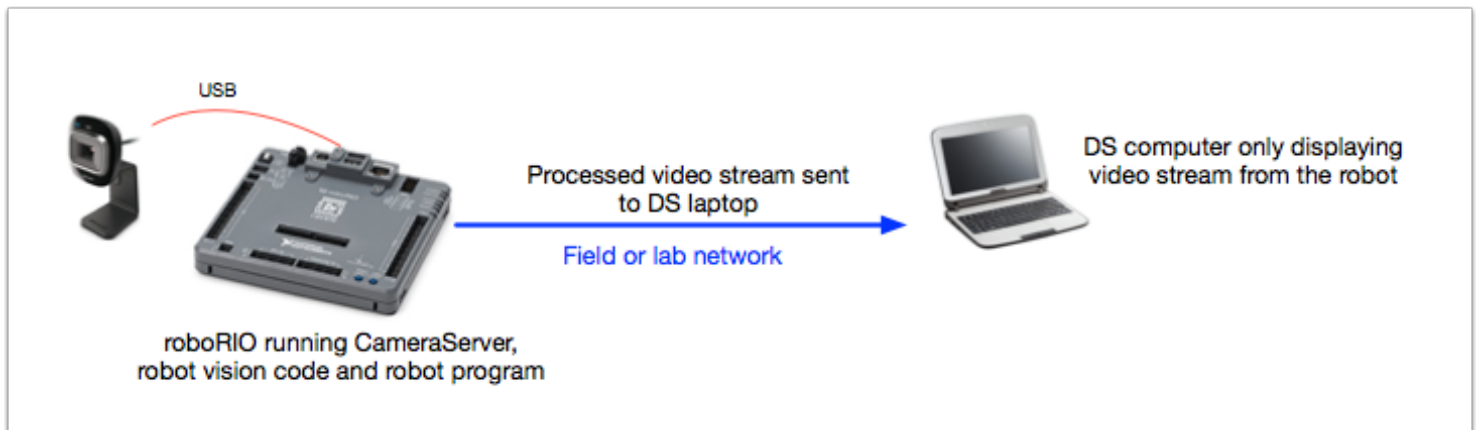 USB
Processed video stream sent
to DS laptop
Field or lab network
DS computer only displaying
video stream from the robot
roboRIO running CameraServer,
robot vision code and robot program